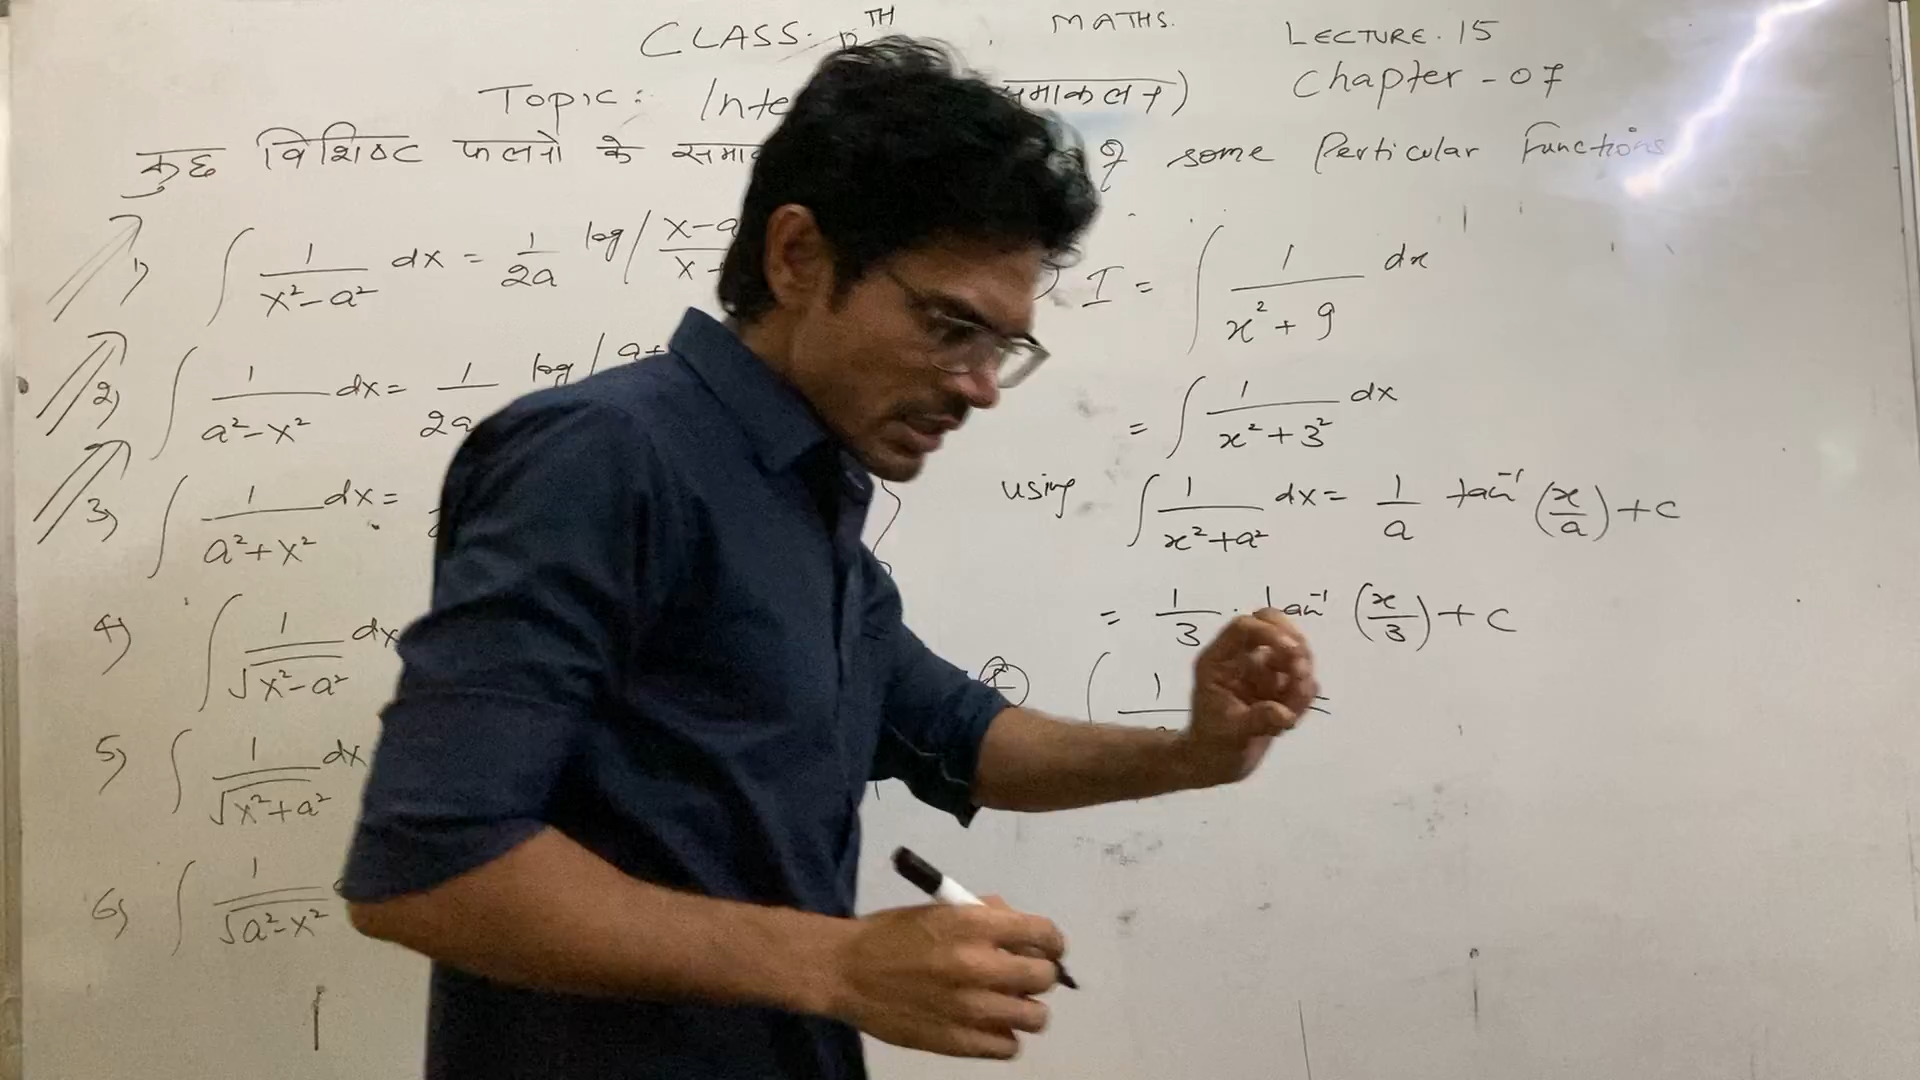 CLASS. 12TH MATHS. LECTURE. 15
Topic: समाकलन) Chapter - 07
कुछ विशिष्ट फलनो के of some Perticular Functions
1) ∫ 1/(x²-a²) dx = 1/2a log |
2) ∫ 1/(a²-x²) dx = 1/2a log |
3) ∫ 1/(a²+x²) dx =
4) ∫ 1/√(x²-a²) dx
5) ∫ 1/√(x²+a²) dx
6) ∫ 1/√(a²-x²)
I = ∫ 1/(x²+9) dx
= ∫ 1/(x²+3²) dx
using ∫ 1/(x²+a²) dx = 1/a tan⁻¹ (x/a) + c
= 1/3 . tan⁻¹ (x/3) + c